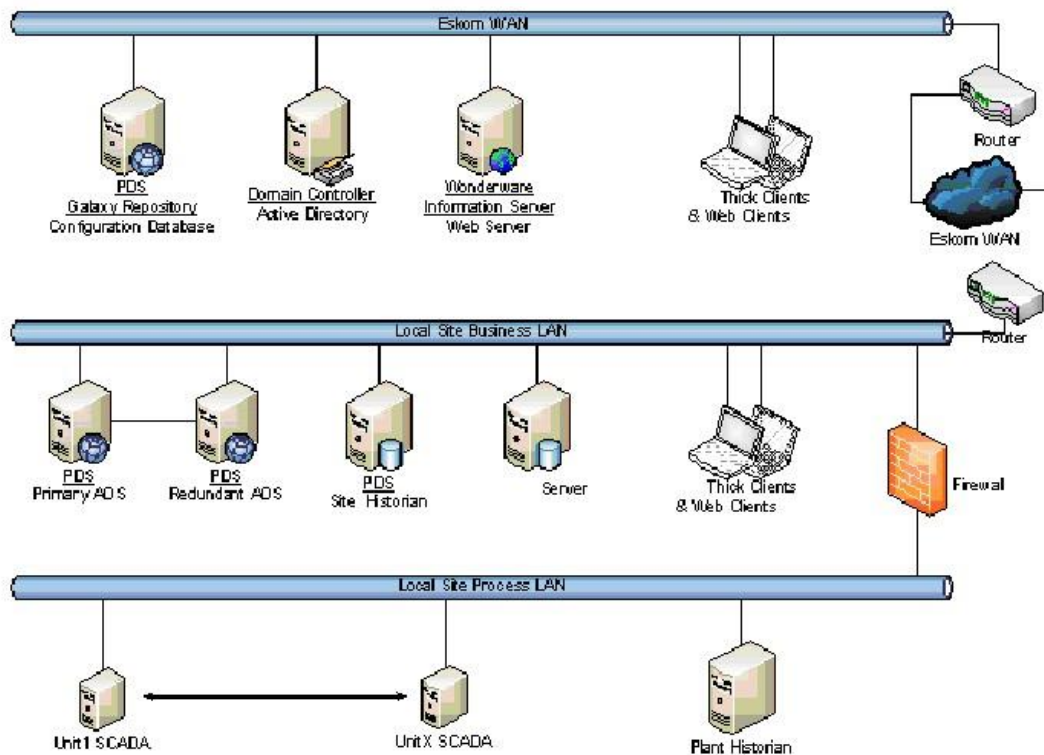 Eskom WAN
PDS
Galaxy Repository
Configuration Database
Domain Controller
Active Directory
Wonderware
Information Server
Web Server
Thick Clients
& Web Clients
Router
Eskom WAN
Local Site Business LAN
Router
PDS
Primary AOS
PDS
Redundant AOS
PDS
Site Historian
Server
Thick Clients
& Web Clients
Firewal
Local Site Process LAN
Unit1 SCADA
UnitX SCADA
Plant Historian